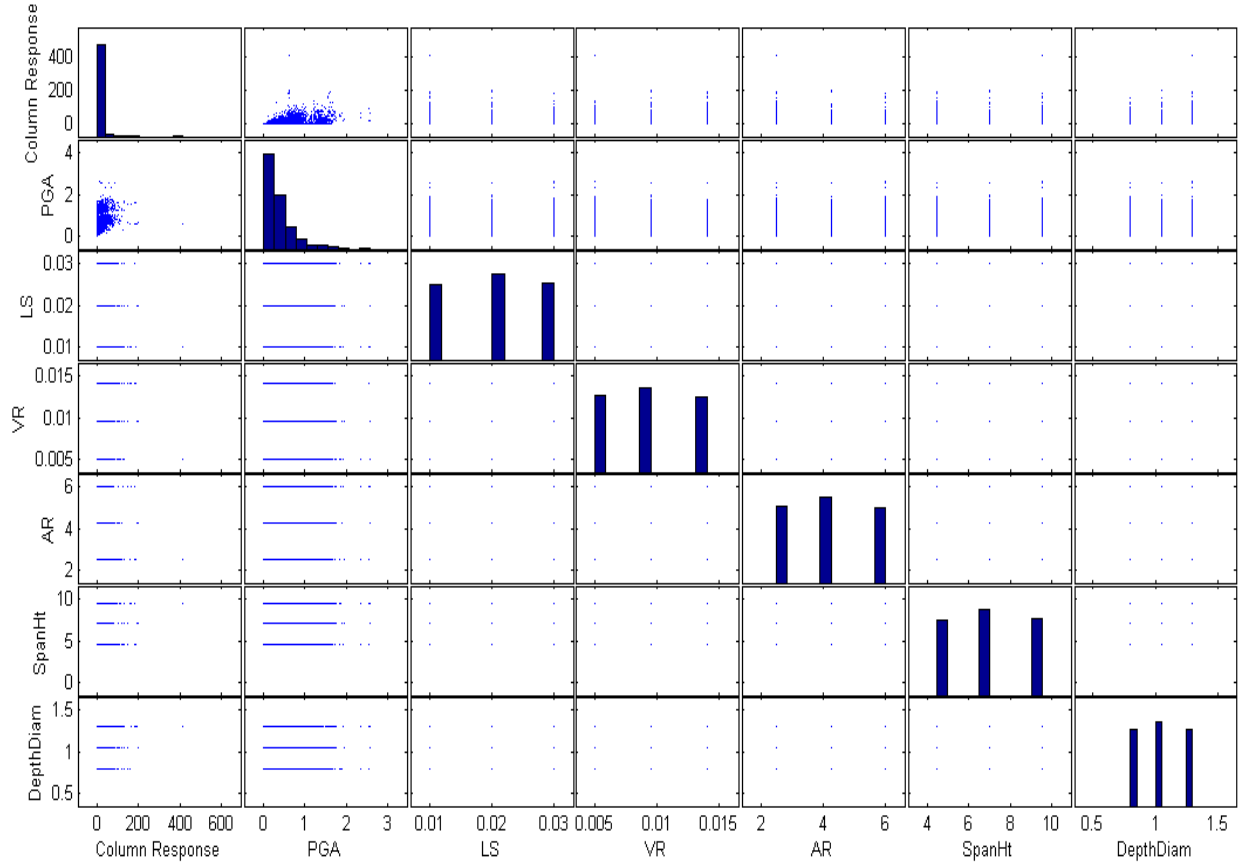 Column Response
400
200
0
PGA
4
2
0
LS
0.03
0.02
0.01
VR
0.015
0.01
0.005
AR
6
4
2
SpanHt
10
5
0
DepthDiam
1.5
1
0.5
0 200 400 600 0 1 2 3 0.01 0.02 0.03 0.005 0.01 0.015 2 4 6 4 6 8 10 0.5 1 1.5
Column Response PGA LS VR AR SpanHt DepthDiam